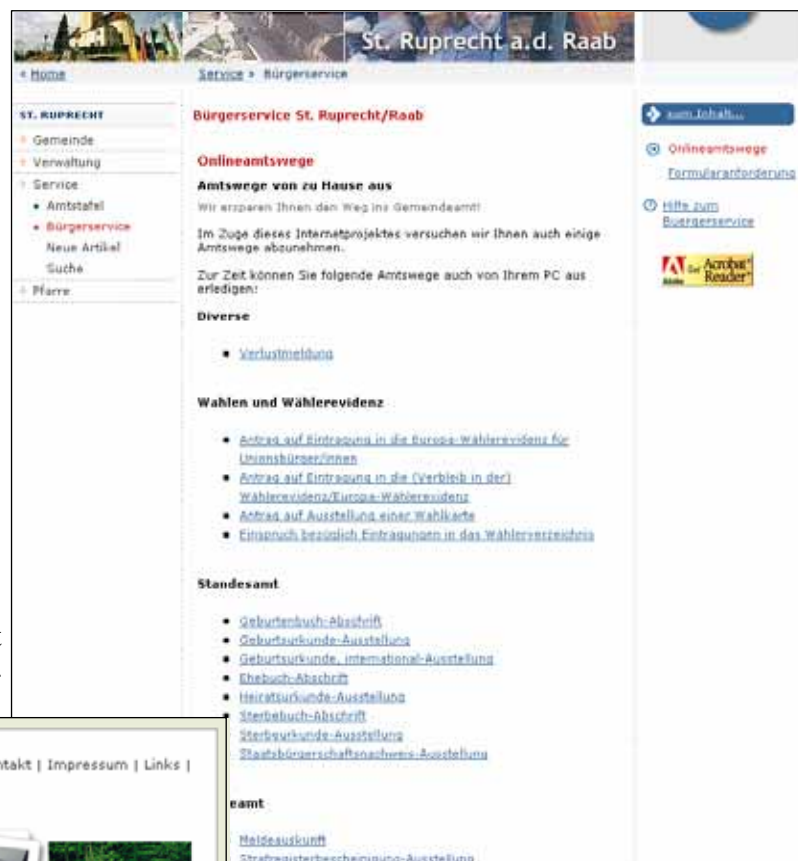 St. Ruprecht a.d. Raab
« Home
Service » Bürgerservice
ST. RUPRECHT
Gemeinde
Verwaltung
Service
Amtstafel
Bürgerservice
Neue Artikel
Suche
Pfarre
Bürgerservice St. Ruprecht/Raab
Onlineamtswege
Amtswege von zu Hause aus
Wir ersparen Ihnen den Weg ins Gemeindeamt!
Im Zuge dieses Internetprojektes versuchen wir Ihnen auch einige
Amtswege abzunehmen.
Zur Zeit können Sie folgende Amtswege auch von Ihrem PC aus
erledigen:
Diverse
Verlustmeldung
Wahlen und Wählerevidenz
Antrag auf Eintragung in die Europa-Wählerevidenz für
Unionsbürger/innen
Antrag auf Eintragung in die (Verbleib in der)
Wählerevidenz/Europa-Wählerevidenz
Antrag auf Ausstellung einer Wahlkarte
Einspruch bezüglich Eintragungen in das Wählerverzeichnis
Standesamt
Geburtenbuch-Abschrift
Geburtsurkunde-Ausstellung
Geburtsurkunde, international-Ausstellung
Ehebuch-Abschrift
Heiratsurkunde-Ausstellung
Sterbebuch-Abschrift
Sterbeurkunde-Ausstellung
Staatsbürgerschaftsnachweis-Ausstellung
eamt
Meldeauskunft
Strafregisterbescheinigung-Ausstellung
zum Inhalt...
Onlineamtswege
Formularanforderung
Hilfe zum
Buergerservice
Adobe
Get Acrobat
Reader
ntakt | Impressum | Links |